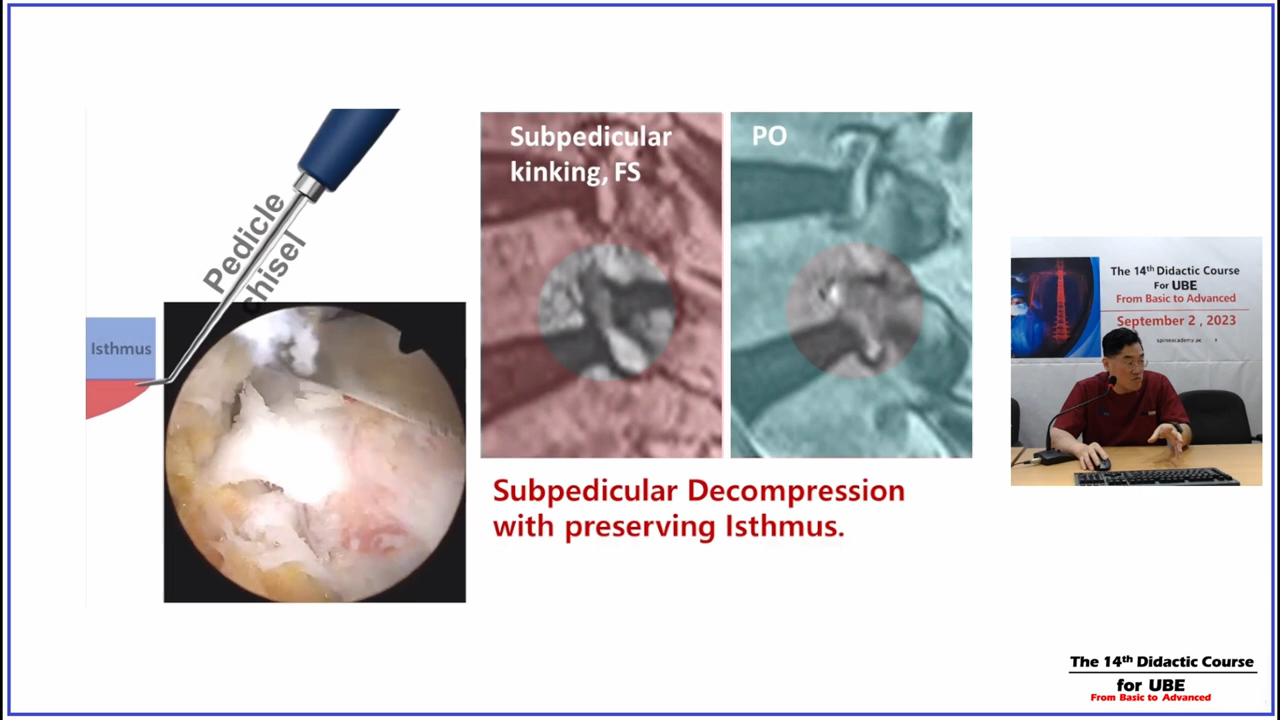 Pedicle
chisel
Isthmus
Subpedicular
kinking, FS
PO
Subpedicular Decompression
with preserving Isthmus.
The 14th Didactic Course
For UBE
From Basic to Advanced
September 2, 2023
The 14th Didactic Course
for UBE
From Basic to Advanced